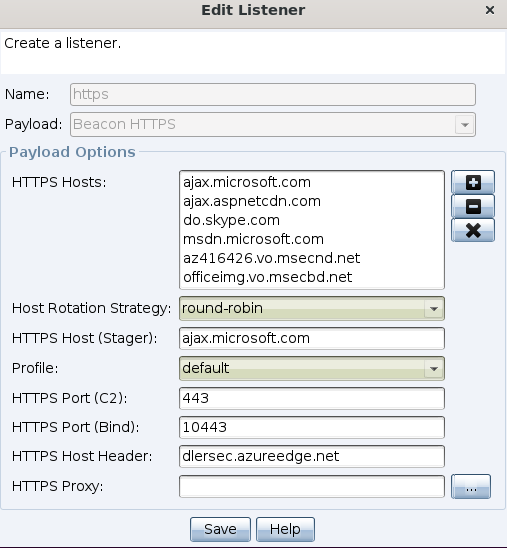 Edit Listener
Create a listener.
Name: https
Payload: Beacon HTTPS
Payload Options
HTTPS Hosts: ajax.microsoft.com
ajax.aspnetcdn.com
do.skype.com
msdn.microsoft.com
az416426.vo.msecnd.net
officeimg.vo.msecbd.net
Host Rotation Strategy: round-robin
HTTPS Host (Stager): ajax.microsoft.com
Profile: default
HTTPS Port (C2): 443
HTTPS Port (Bind): 10443
HTTPS Host Header: dlersec.azureedge.net
HTTPS Proxy: ...
Save Help